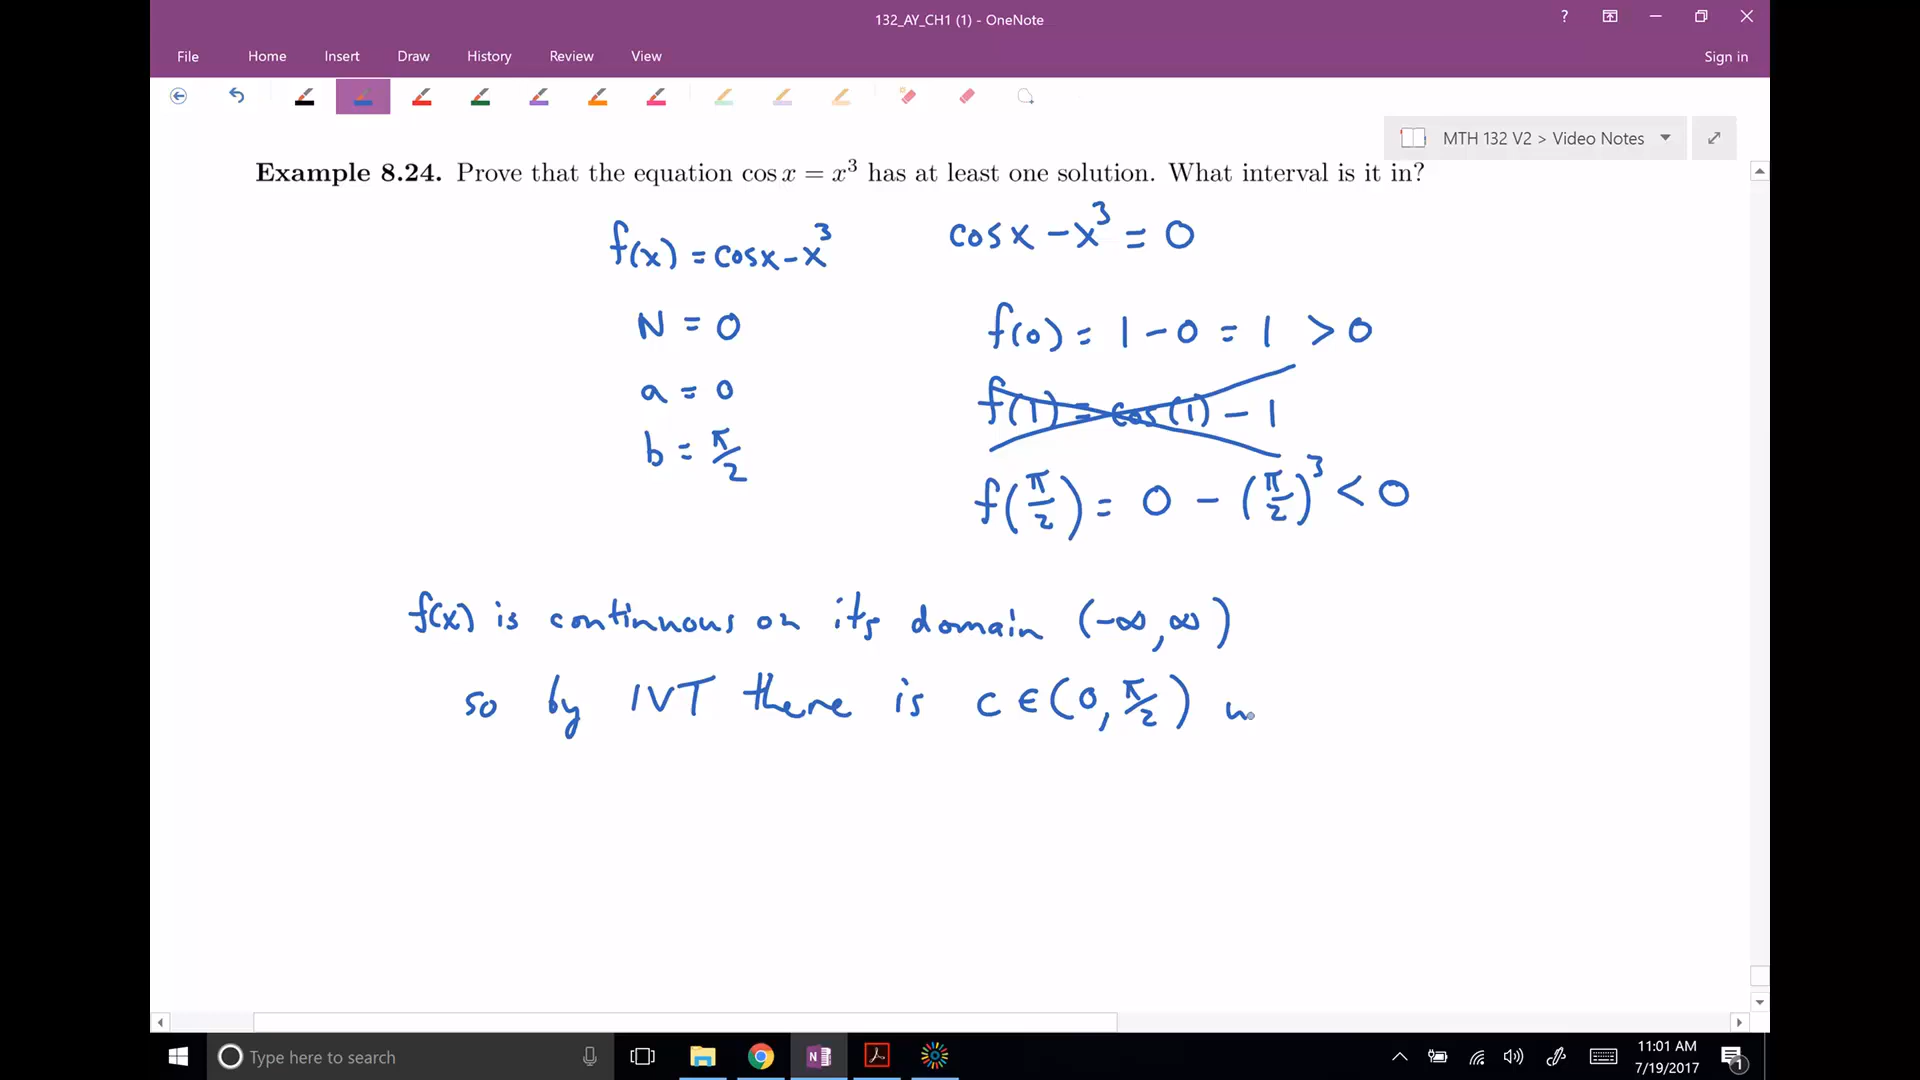 132_AY_CH1 (1) - OneNote
File Home Insert Draw History Review View Sign in
MTH 132 V2 > Video Notes
Example 8.24. Prove that the equation cos x = x³ has at least one solution. What interval is it in?
f(x) = cosx - x³
cosx - x³ = 0
N = 0
a = 0
b = π/2
f(0) = 1 - 0 = 1 > 0
f(1) = cos(1) - 1
f(π/2) = 0 - (π/2)³ < 0
f(x) is continuous on its domain (-∞, ∞)
so by IVT there is c ∈ (0, π/2)
Type here to search
11:01 AM
7/19/2017
1